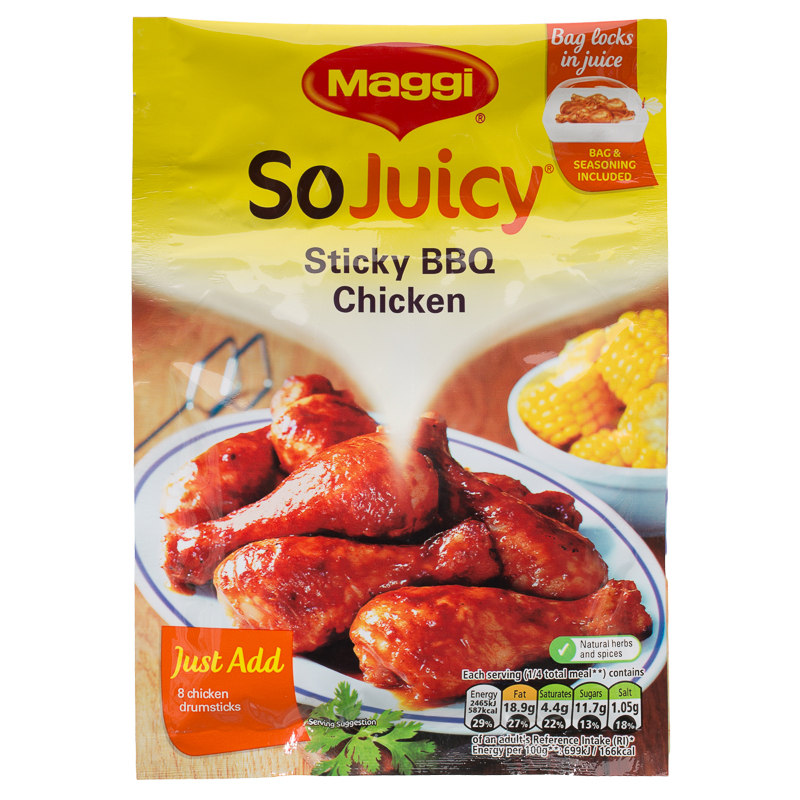 Maggi®
Bag locks
in juice
BAG &
SEASONING
INCLUDED
SoJuicy®
Sticky BBQ
Chicken
Just Add
8 chicken
drumsticks
Serving suggestion
Natural herbs
and spices
Each serving (1/4 total meal**) contains
Energy 2465kJ 587kcal 29%
Fat 18.9g 27%
Saturates 4.4g 22%
Sugars 11.7g 13%
Salt 1.05g 18%
of an adult's Reference Intake (RI)*
Energy per 100g**: 699kJ / 166kcal